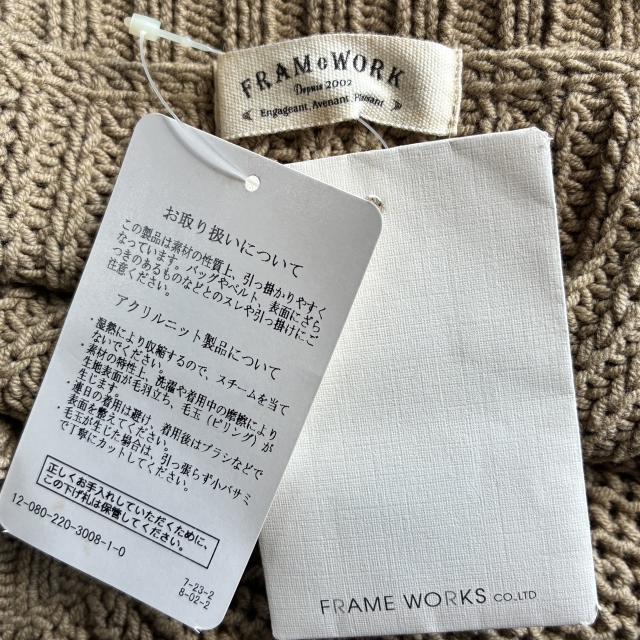 FRAMeWORK
Depuis 2002
Engageant, Avenant, Plaisant
お取り扱いについて
この製品は素材の性質上、引っ掛かりやすく
なっています。バッグやベルト、表面にざら
つきのあるものなどとのスレや引っ掛けにご
注意ください。
アクリルニット製品について
・湿熱により収縮するので、スチームを当て
ないでください。
・素材の特性上、洗濯や着用中の摩擦により
生地表面が毛羽立ち、毛玉(ピリング)が
生じます。
連日の着用は避け、着用後はブラシなどで
表面を整えてください。
毛玉が生じた場合は、引っ張らず小バサミ
で丁寧にカットしてください。
正しくお手入れしていただくために、
この下げ札は保管してください。
12-080-220-3008-1-0
7-23-2
8-02-2
FRAME WORKS CO.,LTD